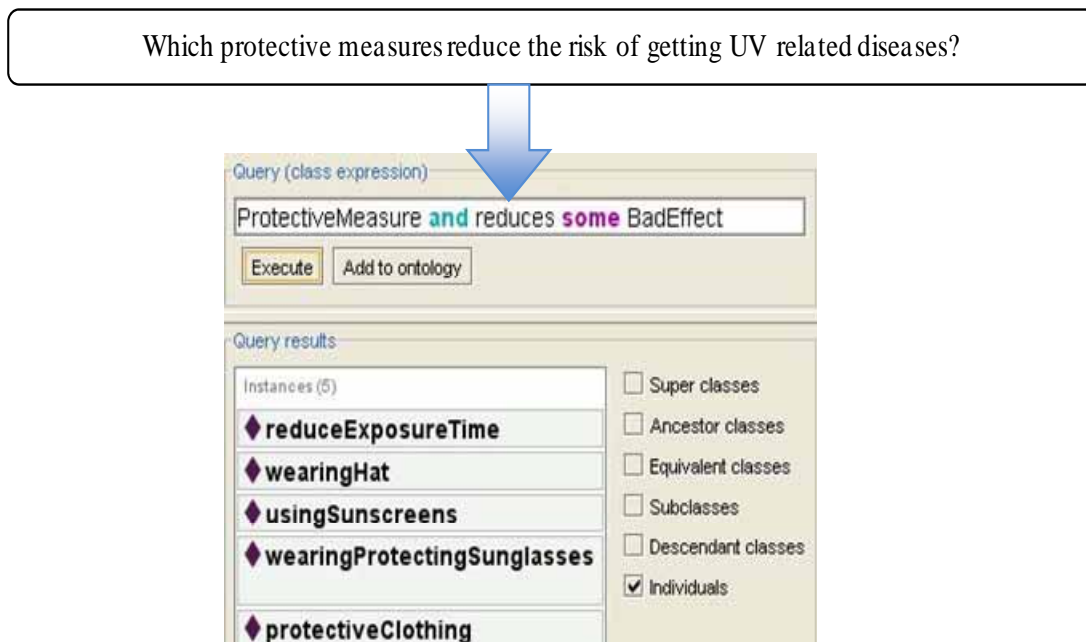 Which protective measures reduce the risk of getting UV related diseases?
Query (class expression)
ProtectiveMeasure and reduces some BadEffect
Execute
Add to ontology
Query results
Instances (5)
reduceExposureTime
wearingHat
usingSunscreens
wearingProtectingSunglasses
protectiveClothing
Super classes
Ancestor classes
Equivalent classes
Subclasses
Descendant classes
Individuals